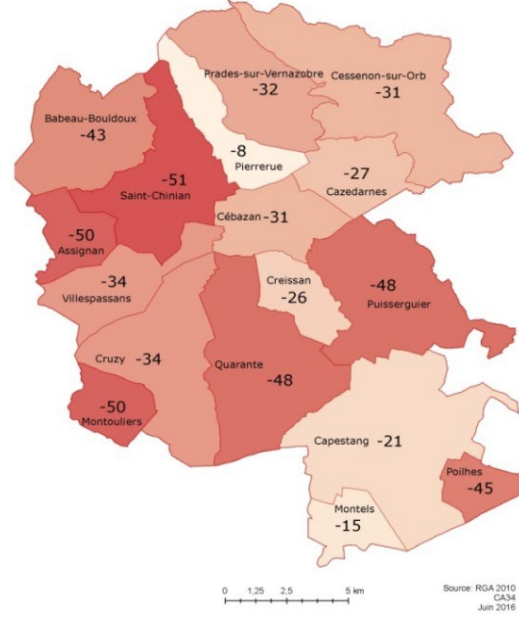 Prades-sur-Vernazobre
-32
Cessenon-sur-Orb
-31
Babeau-Bouldoux
-43
-8
Pierrerue
-27
Cazedarnes
-51
Saint-Chinian
Cébazan -31
-50
Assignan
-34
Villespassans
Creissan
-26
-48
Puisserguier
Cruzy -34
Quarante
-48
-50
Montouliers
Capestang -21
Poilhes
-45
Montels
-15
0 1,25 2,5 5 km
Source: RGA 2010
CA34
Juin 2016